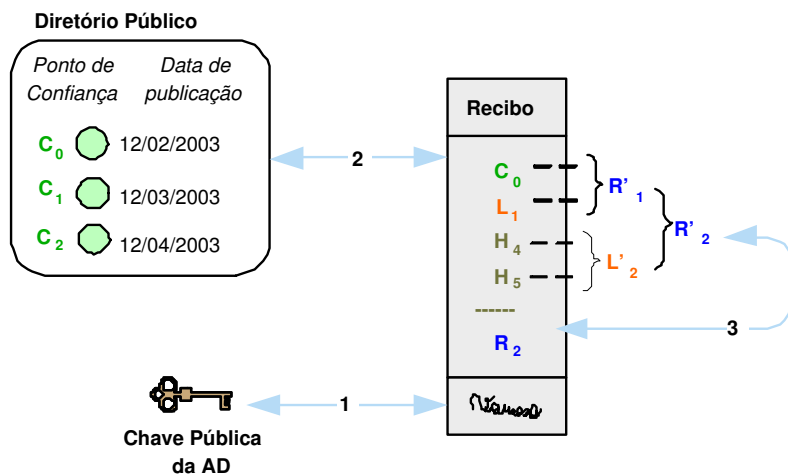 Diretório Público
Ponto de Confiança
Data de publicação
C0 12/02/2003
C1 12/03/2003
C2 12/04/2003
2
Recibo
C0
L1
H4
H5
------
R2
R'1
R'2
L'2
3
1
Chave Pública
da AD